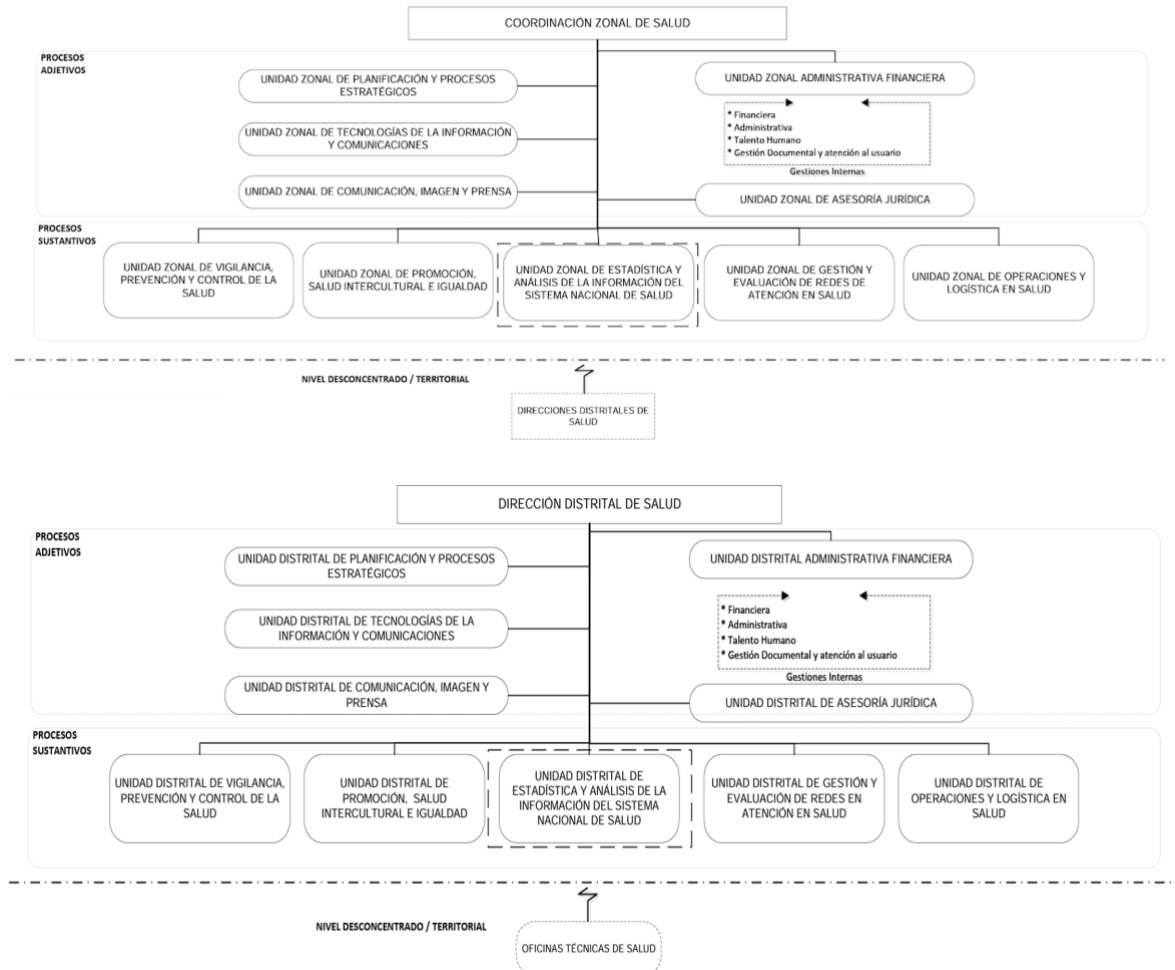 COORDINACIÓN ZONAL DE SALUD
PROCESOS
ADJETIVOS
UNIDAD ZONAL DE PLANIFICACIÓN Y PROCESOS
ESTRATÉGICOS
UNIDAD ZONAL ADMINISTRATIVA FINANCIERA
* Financiera
* Administrativa
* Talento Humano
* Gestión Documental y atención al usuario
Gestiones Internas
UNIDAD ZONAL DE TECNOLOGÍAS DE LA INFORMACIÓN
Y COMUNICACIONES
UNIDAD ZONAL DE COMUNICACIÓN, IMAGEN Y PRENSA
UNIDAD ZONAL DE ASESORÍA JURÍDICA
PROCESOS
SUSTANTIVOS
UNIDAD ZONAL DE VIGILANCIA,
PREVENCIÓN Y CONTROL DE LA
SALUD
UNIDAD ZONAL DE PROMOCIÓN,
SALUD INTERCULTURAL E IGUALDAD
UNIDAD ZONAL DE ESTADÍSTICA Y
ANÁLISIS DE LA INFORMACIÓN DEL
SISTEMA NACIONAL DE SALUD
UNIDAD ZONAL DE GESTIÓN Y
EVALUACIÓN DE REDES DE
ATENCIÓN EN SALUD
UNIDAD ZONAL DE OPERACIONES Y
LOGÍSTICA EN SALUD
NIVEL DESCONCENTRADO / TERRITORIAL
DIRECCIONES DISTRITALES DE
SALUD
DIRECCIÓN DISTRITAL DE SALUD
PROCESOS
ADJETIVOS
UNIDAD DISTRITAL DE PLANIFICACIÓN Y PROCESOS
ESTRATÉGICOS
UNIDAD DISTRITAL ADMINISTRATIVA FINANCIERA
* Financiera
* Administrativa
* Talento Humano
* Gestión Documental y atención al usuario
Gestiones Internas
UNIDAD DISTRITAL DE TECNOLOGÍAS DE LA
INFORMACIÓN Y COMUNICACIONES
UNIDAD DISTRITAL DE COMUNICACIÓN, IMAGEN Y
PRENSA
UNIDAD DISTRITAL DE ASESORÍA JURÍDICA
PROCESOS
SUSTANTIVOS
UNIDAD DISTRITAL DE VIGILANCIA,
PREVENCIÓN Y CONTROL DE LA
SALUD
UNIDAD DISTRITAL DE
PROMOCIÓN, SALUD
INTERCULTURAL E IGUALDAD
UNIDAD DISTRITAL DE
ESTADÍSTICA Y ANÁLISIS DE LA
INFORMACIÓN DEL SISTEMA
NACIONAL DE SALUD
UNIDAD DISTRITAL DE GESTIÓN Y
EVALUACIÓN DE REDES EN
ATENCIÓN EN SALUD
UNIDAD DISTRITAL DE
OPERACIONES Y LOGÍSTICA EN
SALUD
NIVEL DESCONCENTRADO / TERRITORIAL
OFICINAS TÉCNICAS DE SALUD